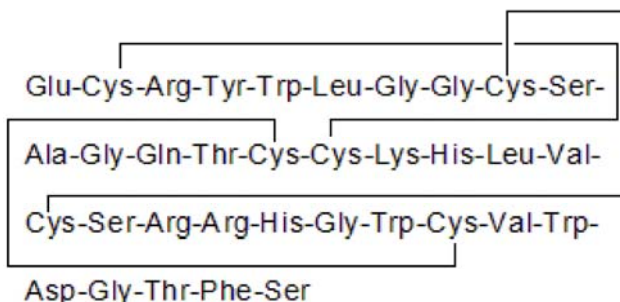 Glu-Cys-Arg-Tyr-Trp-Leu-Gly-Gly-Cys-Ser-
Ala-Gly-Gln-Thr-Cys-Cys-Lys-His-Leu-Val-
Cys-Ser-Arg-Arg-His-Gly-Trp-Cys-Val-Trp-
Asp-Gly-Thr-Phe-Ser